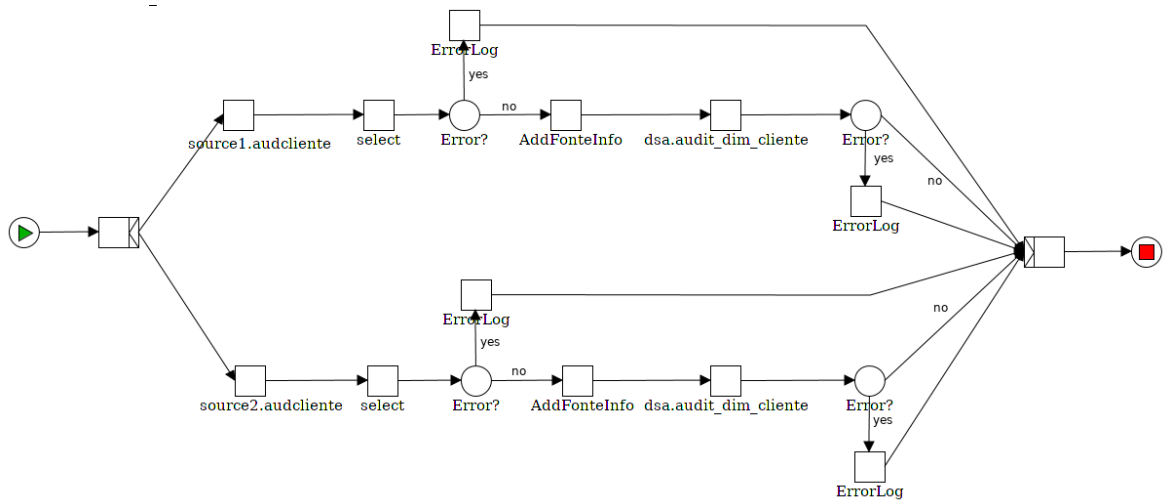 ErrorLog
yes
no
source1.audcliente
select
Error?
AddFonteInfo
dsa.audit_dim_cliente
Error?
yes
no
ErrorLog
ErrorLog
no
yes
no
source2.audcliente
select
Error?
AddFonteInfo
dsa.audit_dim_cliente
Error?
yes
ErrorLog